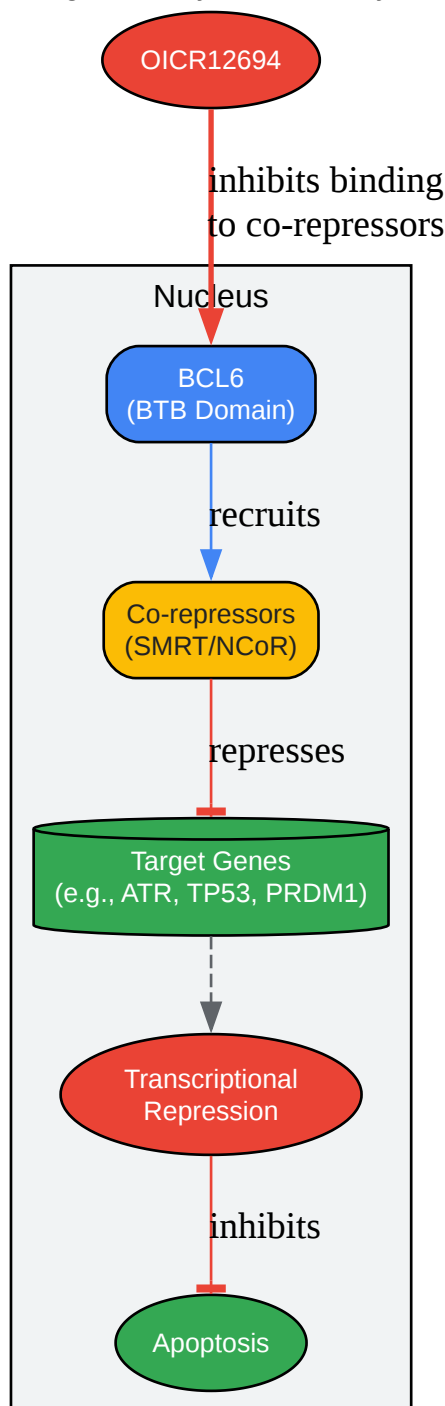 OICR12694
inhibits binding
to co-repressors
Nucleus
BCL6
(BTB Domain)
recruits
Co-repressors
(SMRT/NCoR)
represses
Target Genes
(e.g., ATR, TP53, PRDM1)
Transcriptional
Repression
inhibits
Apoptosis